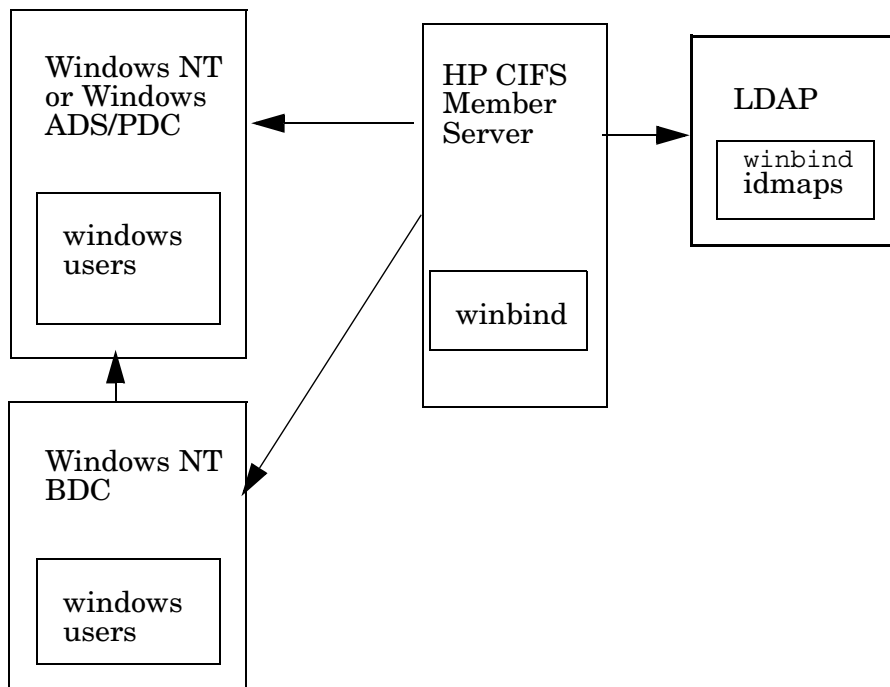 Windows NT
or Windows
ADS/PDC
windows
users
HP CIFS
Member
Server
winbind
LDAP
winbind
idmaps
Windows NT
BDC
windows
users